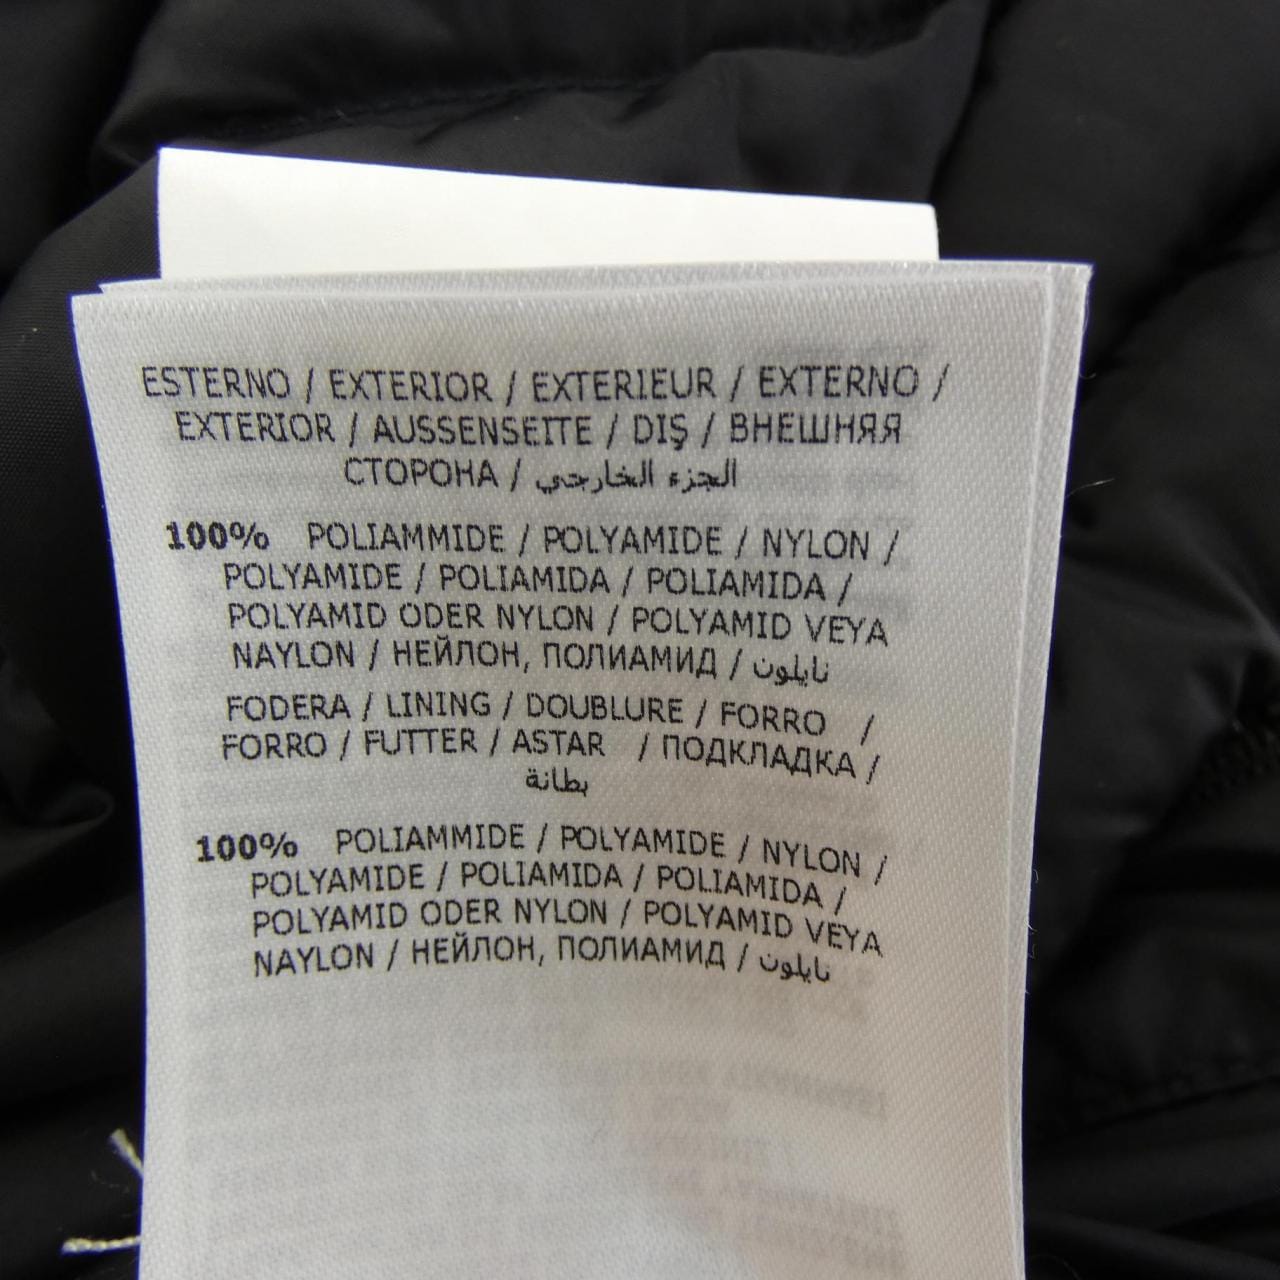 ESTERNO / EXTERIOR / EXTERIEUR / EXTERNO /
EXTERIOR / AUSSENSEITE / DIŞ / ВНЕШНЯЯ
СТОРОНА / الجزء الخارجي
100% POLIAMMIDE / POLYAMIDE / NYLON /
POLYAMIDE / POLIAMIDA / POLIAMIDA /
POLYAMID ODER NYLON / POLYAMID VEYA
NAYLON / НЕЙЛОН, ПОЛИАМИД / نايلون
FODERA / LINING / DOUBLURE / FORRO /
FORRO / FUTTER / ASTAR / ПОДКЛАДКА /
بطانة
100% POLIAMMIDE / POLYAMIDE / NYLON /
POLYAMIDE / POLIAMIDA / POLIAMIDA /
POLYAMID ODER NYLON / POLYAMID VEYA
NAYLON / НЕЙЛОН, ПОЛИАМИД / نايلون